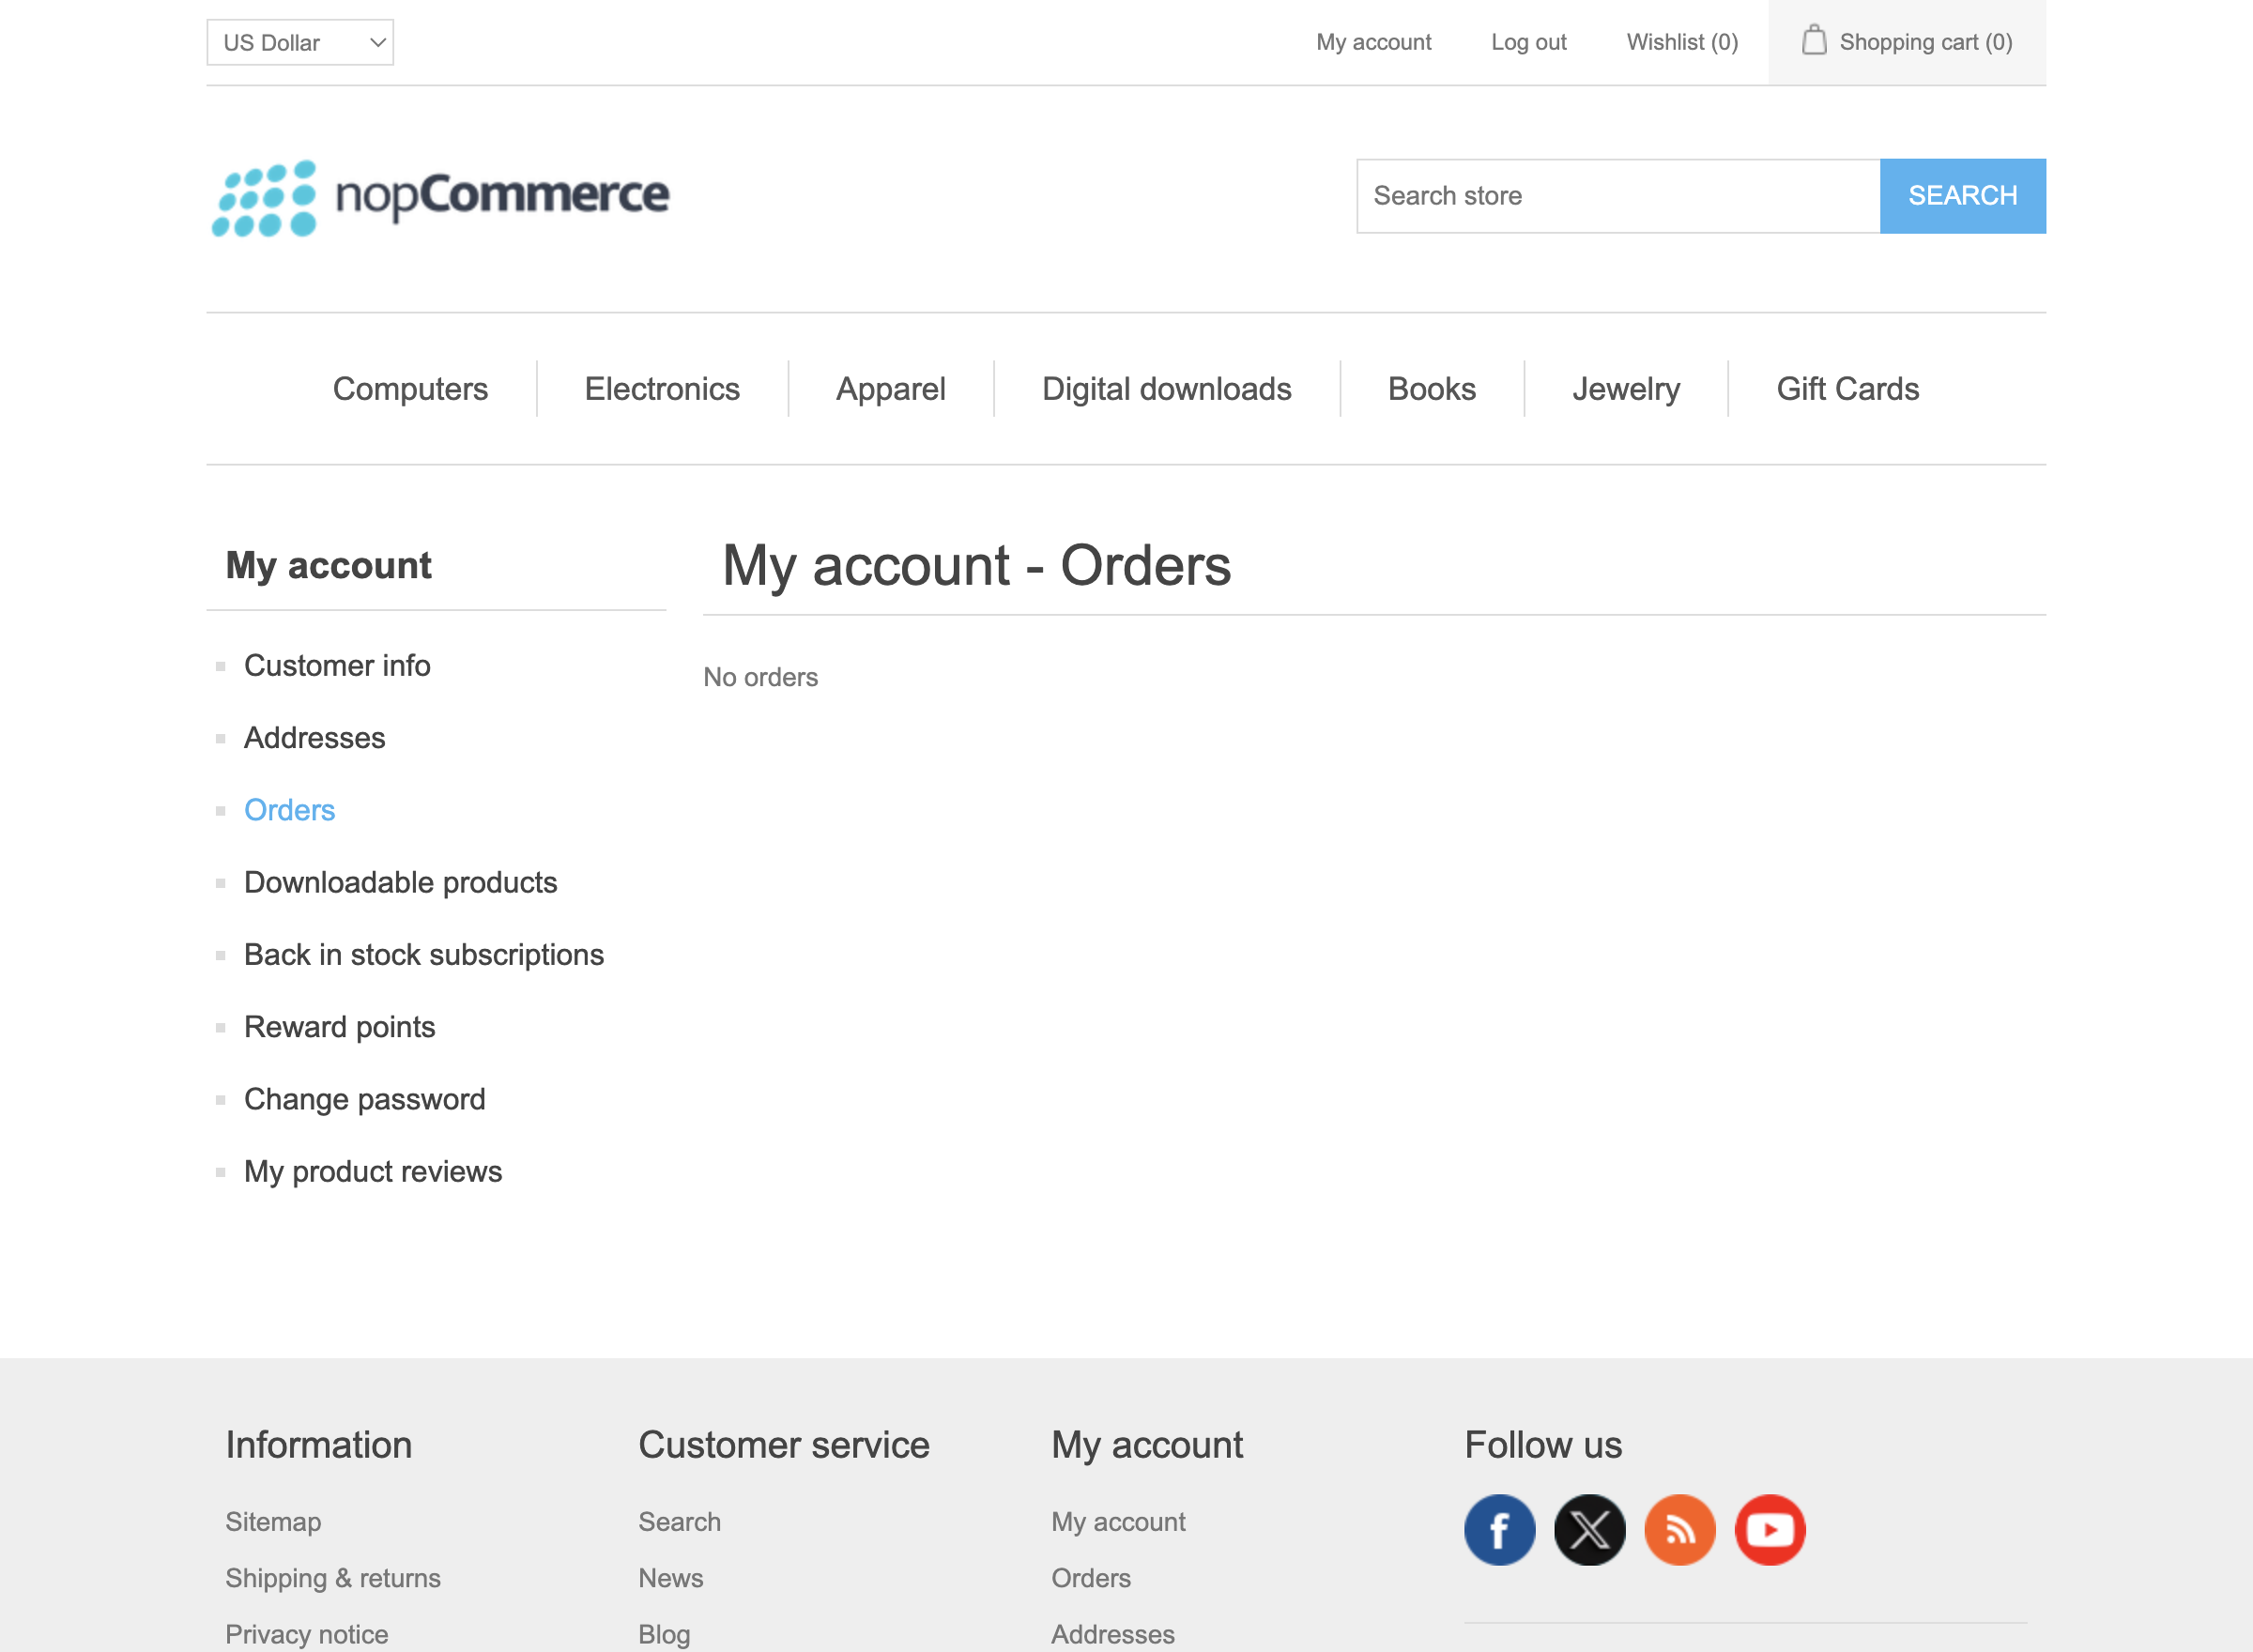 US Dollar
My account
Log out
Wishlist (0)
Shopping cart (0)
nopCommerce
Search store
SEARCH
Computers
Electronics
Apparel
Digital downloads
Books
Jewelry
Gift Cards
My account
Customer info
Addresses
Orders
Downloadable products
Back in stock subscriptions
Reward points
Change password
My product reviews
My account - Orders
No orders
Information
Sitemap
Shipping & returns
Privacy notice
Customer service
Search
News
Blog
My account
My account
Orders
Addresses
Follow us